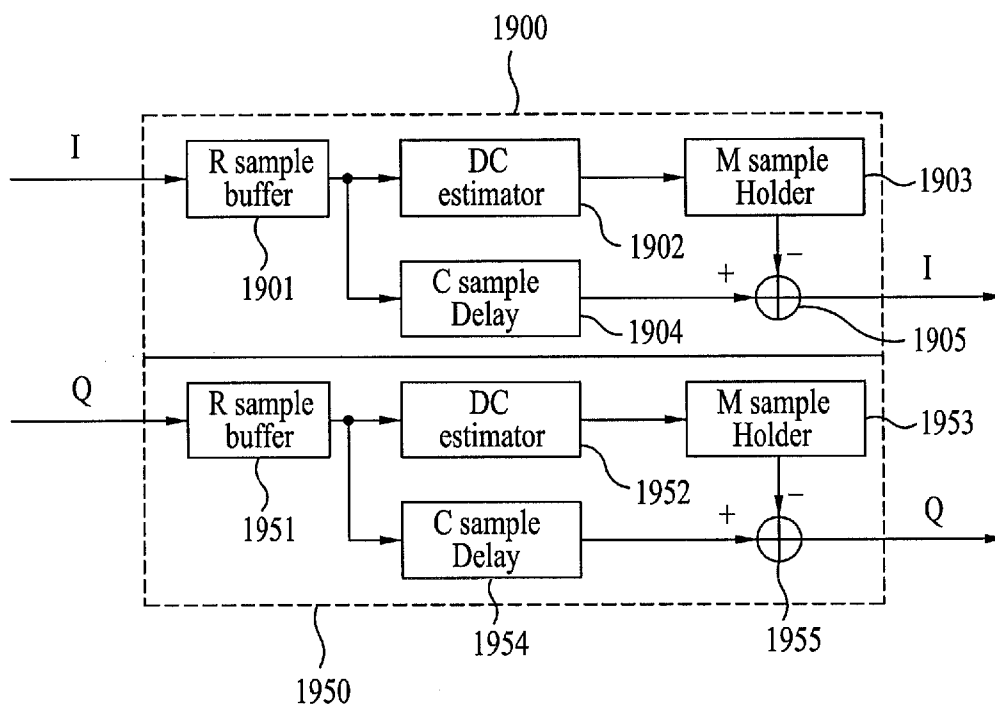 1900
I
R sample
buffer
DC
estimator
M sample
Holder
1903
1901
1902
−
C sample
Delay
+
I
1904
1905
Q
R sample
buffer
DC
estimator
M sample
Holder
1953
1951
1952
−
C sample
Delay
+
Q
1954
1955
1950